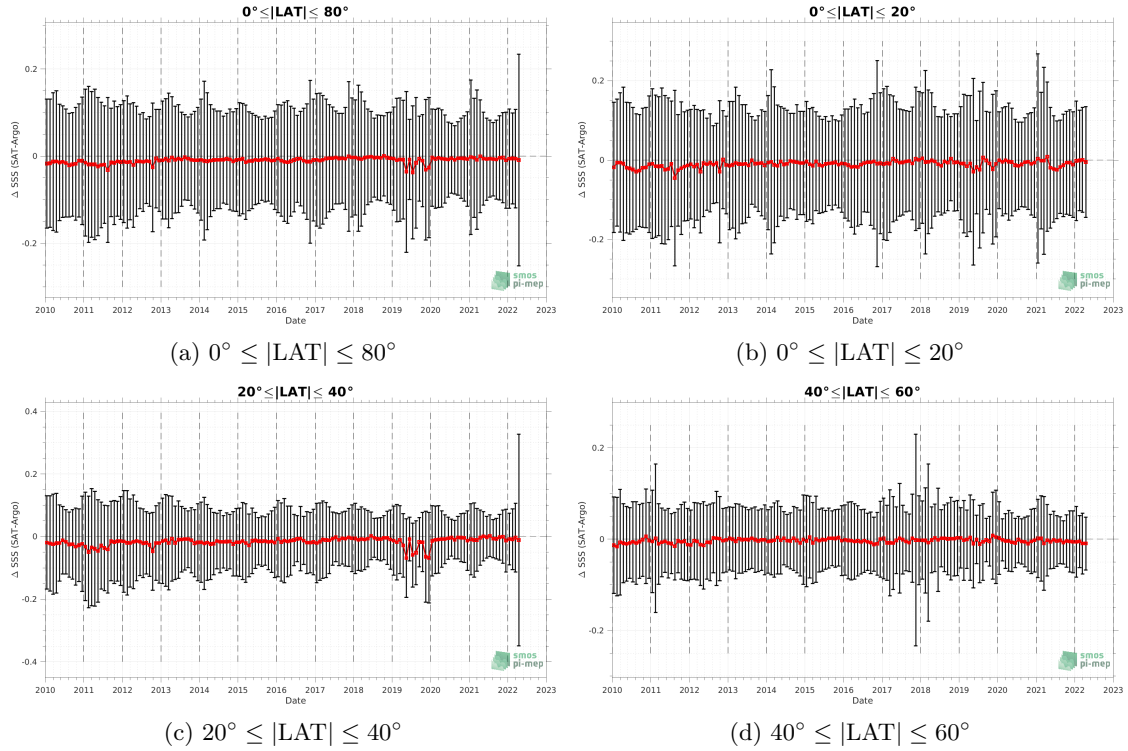 0°≤|LAT|≤ 80°
Δ SSS (SAT-Argo)
0.2
0
-0.2
smos
pi-mep
2010 2011 2012 2013 2014 2015 2016 2017 2018 2019 2020 2021 2022 2023
Date
(a) 0° ≤ |LAT| ≤ 80°
0°≤|LAT|≤ 20°
Δ SSS (SAT-Argo)
0.2
0
-0.2
smos
pi-mep
2010 2011 2012 2013 2014 2015 2016 2017 2018 2019 2020 2021 2022 2023
Date
(b) 0° ≤ |LAT| ≤ 20°
20°≤|LAT|≤ 40°
Δ SSS (SAT-Argo)
0.4
0.2
0
-0.2
-0.4
smos
pi-mep
2010 2011 2012 2013 2014 2015 2016 2017 2018 2019 2020 2021 2022 2023
Date
(c) 20° ≤ |LAT| ≤ 40°
40°≤|LAT|≤ 60°
Δ SSS (SAT-Argo)
0.2
0
-0.2
smos
pi-mep
2010 2011 2012 2013 2014 2015 2016 2017 2018 2019 2020 2021 2022 2023
Date
(d) 40° ≤ |LAT| ≤ 60°